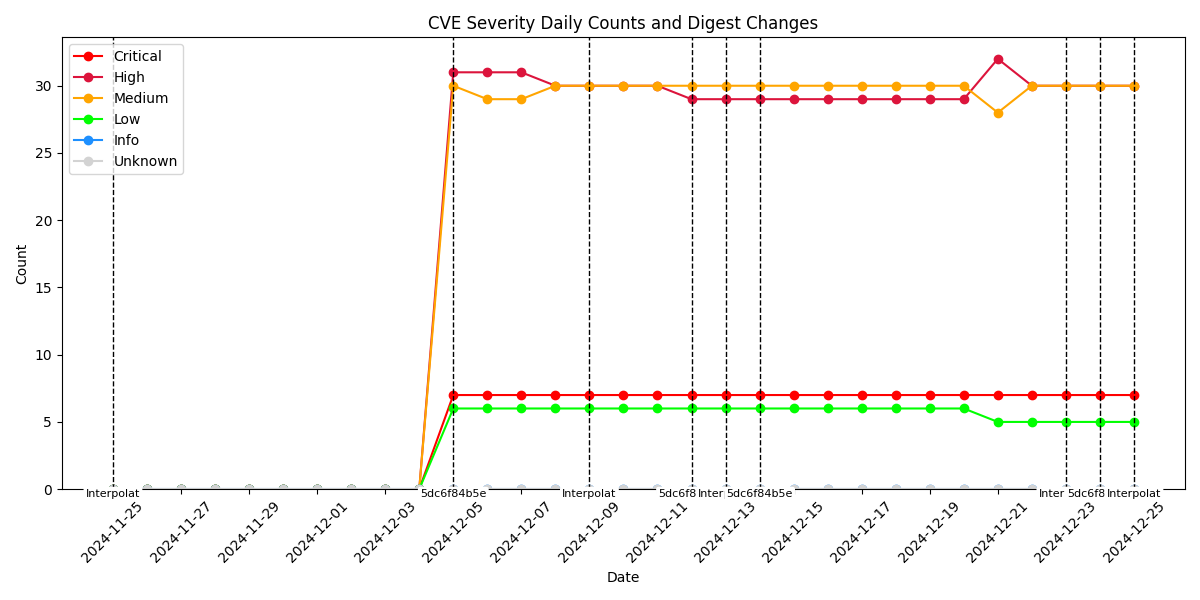 CVE Severity Daily Counts and Digest Changes
Critical
High
Medium
Low
Info
Unknown
Count
30
25
20
15
10
5
0
Interpolat
5dc6f84b5e
Interpolat
5dc6f8
Inter
5dc6f84b5e
Inter
5dc6f8
Interpolat
2024-11-25
2024-11-27
2024-11-29
2024-12-01
2024-12-03
2024-12-05
2024-12-07
2024-12-09
2024-12-11
2024-12-13
2024-12-15
2024-12-17
2024-12-19
2024-12-21
2024-12-23
2024-12-25
Date